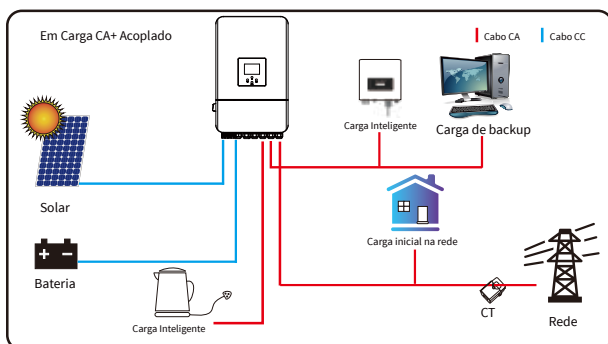 Em Carga CA+ Acoplado
Cabo CA
Cabo CC
Carga Inteligente
Carga de backup
Solar
Carga inicial na rede
Bateria
Carga Inteligente
CT
Rede